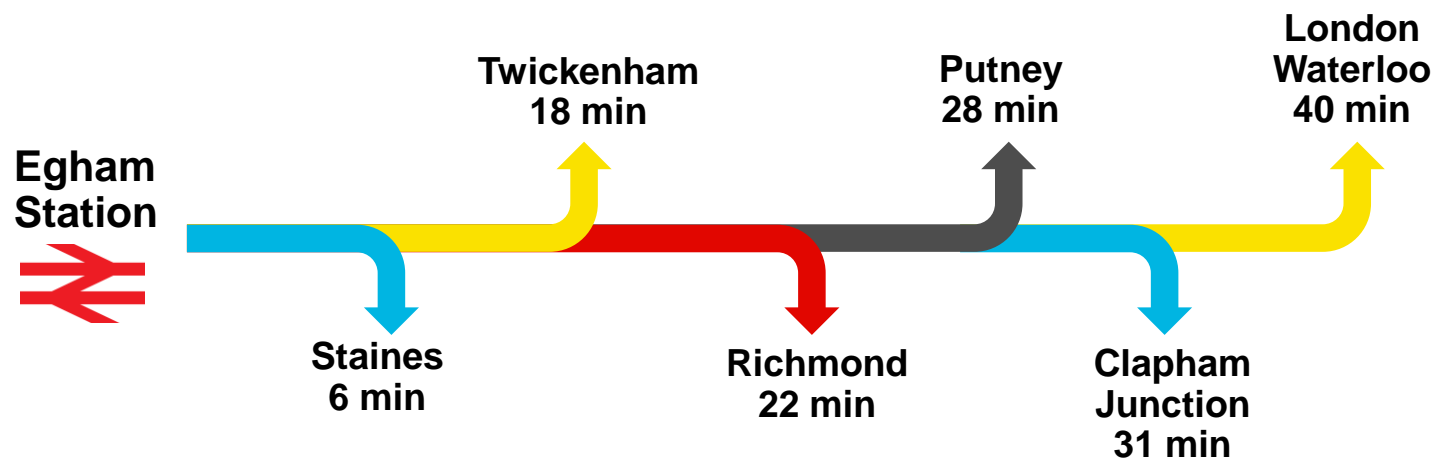 Egham
Station
Staines
6 min
Twickenham
18 min
Richmond
22 min
Putney
28 min
Clapham
Junction
31 min
London
Waterloo
40 min